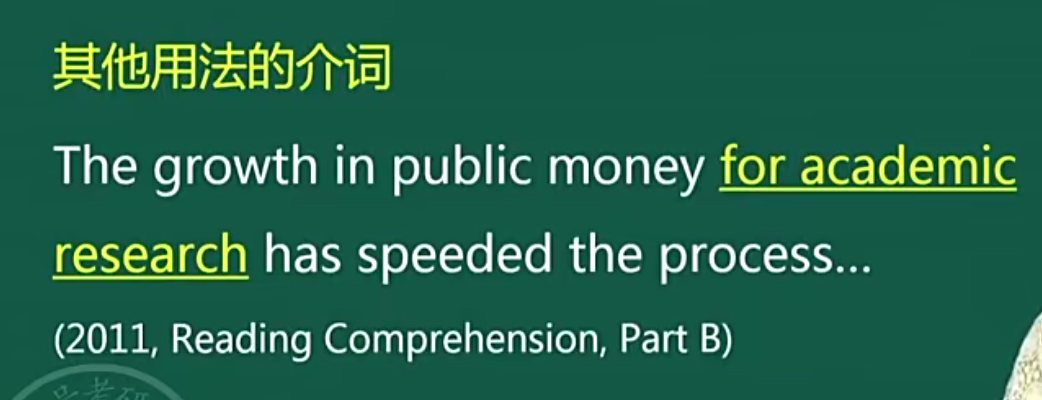 其他用法的介词
The growth in public money for academic
research has speeded the process...
(2011, Reading Comprehension, Part B)